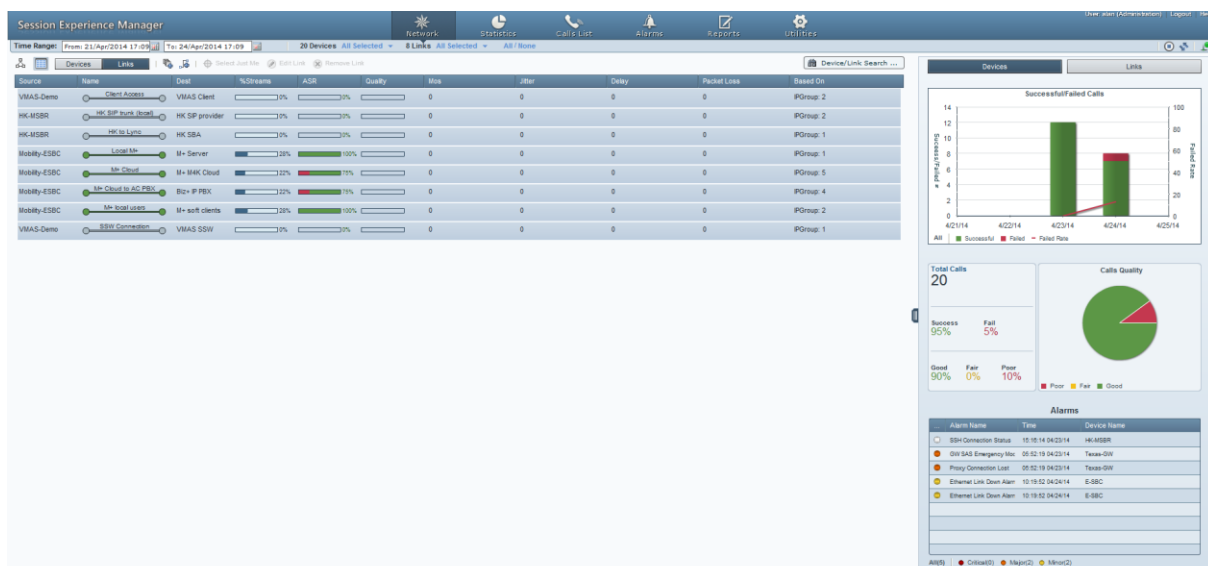 User: alan (Administration) Logout
Session Experience Manager
Network Statistics Calls List Alarms Reports Utilities
Time Range: From: 21/Apr/2014 17:09 To: 24/Apr/2014 17:09 20 Devices All Selected 8 Links All Selected All / None
Devices Links Select Just Me Edit Link Remove Link Device/Link Search ...
Source Name Dest %Streams ASR Quality Mos Jitter Delay Packet Loss Based On
VMAS-Demo Client Access VMAS Client 0% 0% 0 0 0 0 IPGroup: 2
HK-MSBR HK SIP trunk (local) HK SIP provider 0% 0% 0 0 0 0 IPGroup: 2
HK-MSBR HK to Lync HK SBA 0% 0% 0 0 0 0 IPGroup: 1
Mobility-ESBC Local M+ M+ Server 28% 100% 0 0 0 0 IPGroup: 1
Mobility-ESBC M+ Cloud M+ M4K Cloud 22% 75% 0 0 0 0 IPGroup: 5
Mobility-ESBC M+ Cloud to AC PBX Biz+ IP PBX 22% 75% 0 0 0 0 IPGroup: 4
Mobility-ESBC M+ local users M+ soft clients 28% 100% 0 0 0 0 IPGroup: 2
VMAS-Demo SSW Connection VMAS SSW 0% 0% 0 0 0 0 IPGroup: 1
Devices Links
Successful/Failed Calls
Success/Failed #
14
12
10
8
6
4
2
0
100
80
60
40
20
0
Failed Rate
4/21/14 4/22/14 4/23/14 4/24/14 4/25/14
All Successful Failed Failed Rate
Total Calls
20
Success Fail
95% 5%
Good Fair Poor
90% 0% 10%
Calls Quality
Poor Fair Good
Alarms
... Alarm Name Time Device Name
SSH Connection Status 15:15:14 04/23/14 HK-MSBR
GW SAS Emergency Moc 05:52:19 04/23/14 Texas-GW
Proxy Connection Lost 05:52:19 04/23/14 Texas-GW
Ethernet Link Down Alarr 10:19:52 04/24/14 E-SBC
Ethernet Link Down Alarr 10:19:52 04/24/14 E-SBC
All(5) Critical(0) Major(2) Minor(2)